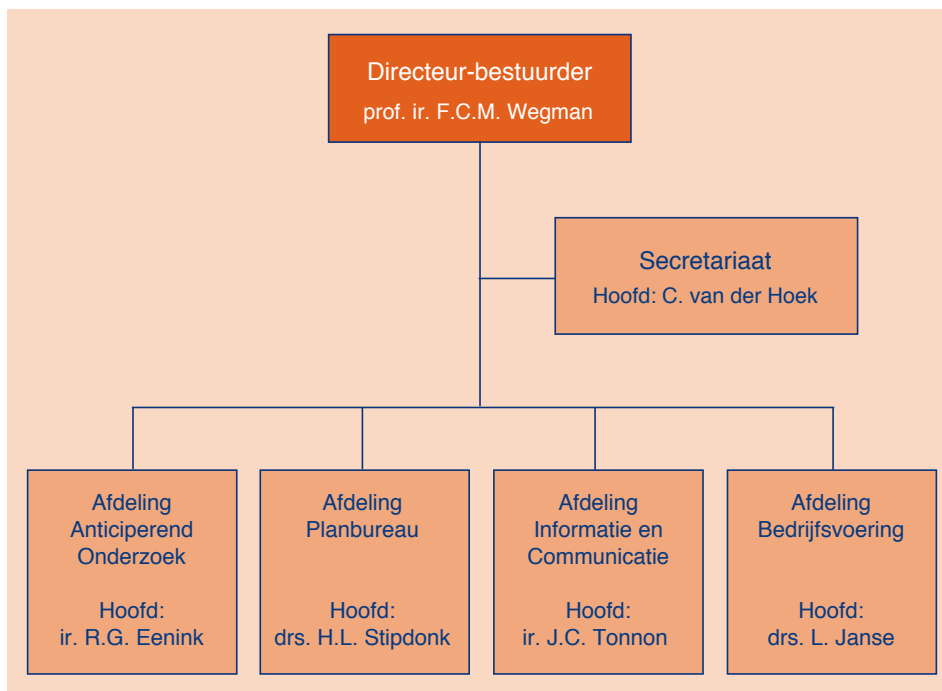 Directeur-bestuurder
prof. ir. F.C.M. Wegman
Secretariaat
Hoofd: C. van der Hoek
Afdeling
Anticiperend
Onderzoek
Hoofd:
ir. R.G. Eenink
Afdeling
Planbureau
Hoofd:
drs. H.L. Stipdonk
Afdeling
Informatie en
Communicatie
Hoofd:
ir. J.C. Tonnon
Afdeling
Bedrijfsvoering
Hoofd:
drs. L. Janse